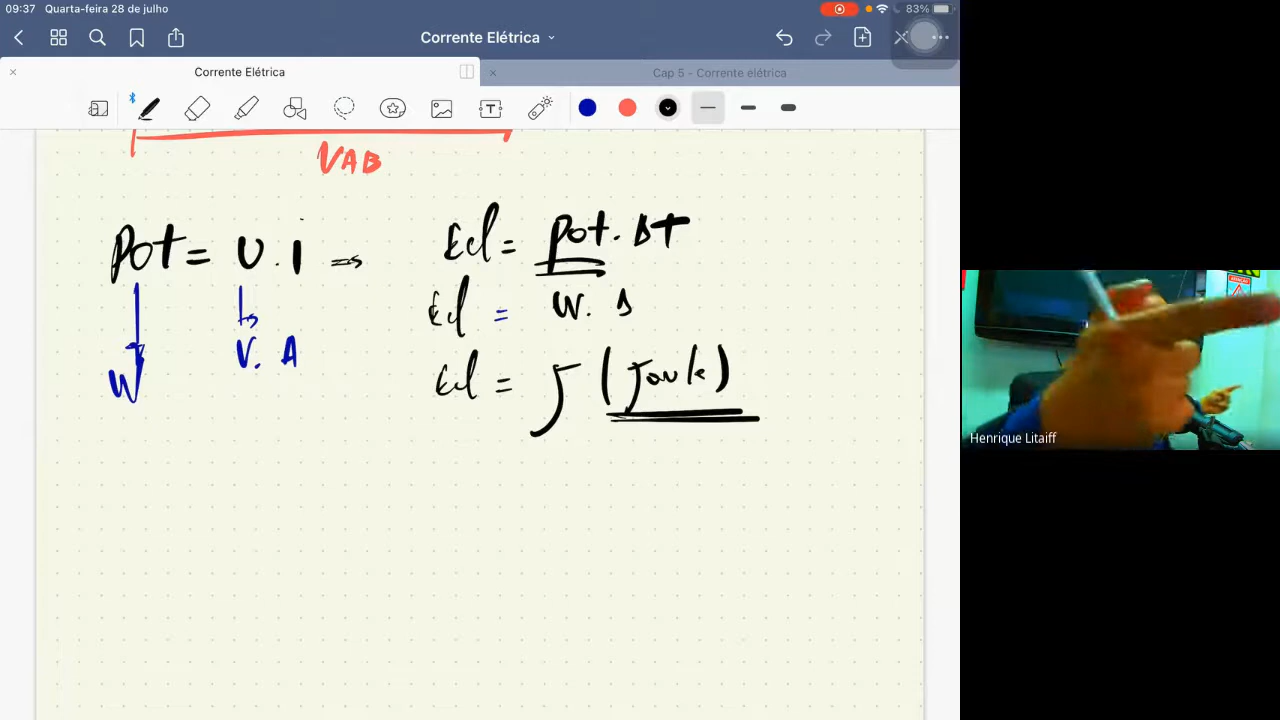 09:37 Quarta-feira 28 de julho
83%
Corrente Elétrica
Corrente Elétrica
Cap 5 - Corrente elétrica
T
VAB
Pot = U.i ⇒
W
V. A
Eel = Pot. Δt
Eel = W. s
Eel = J (Joule)
Henrique Litaiff